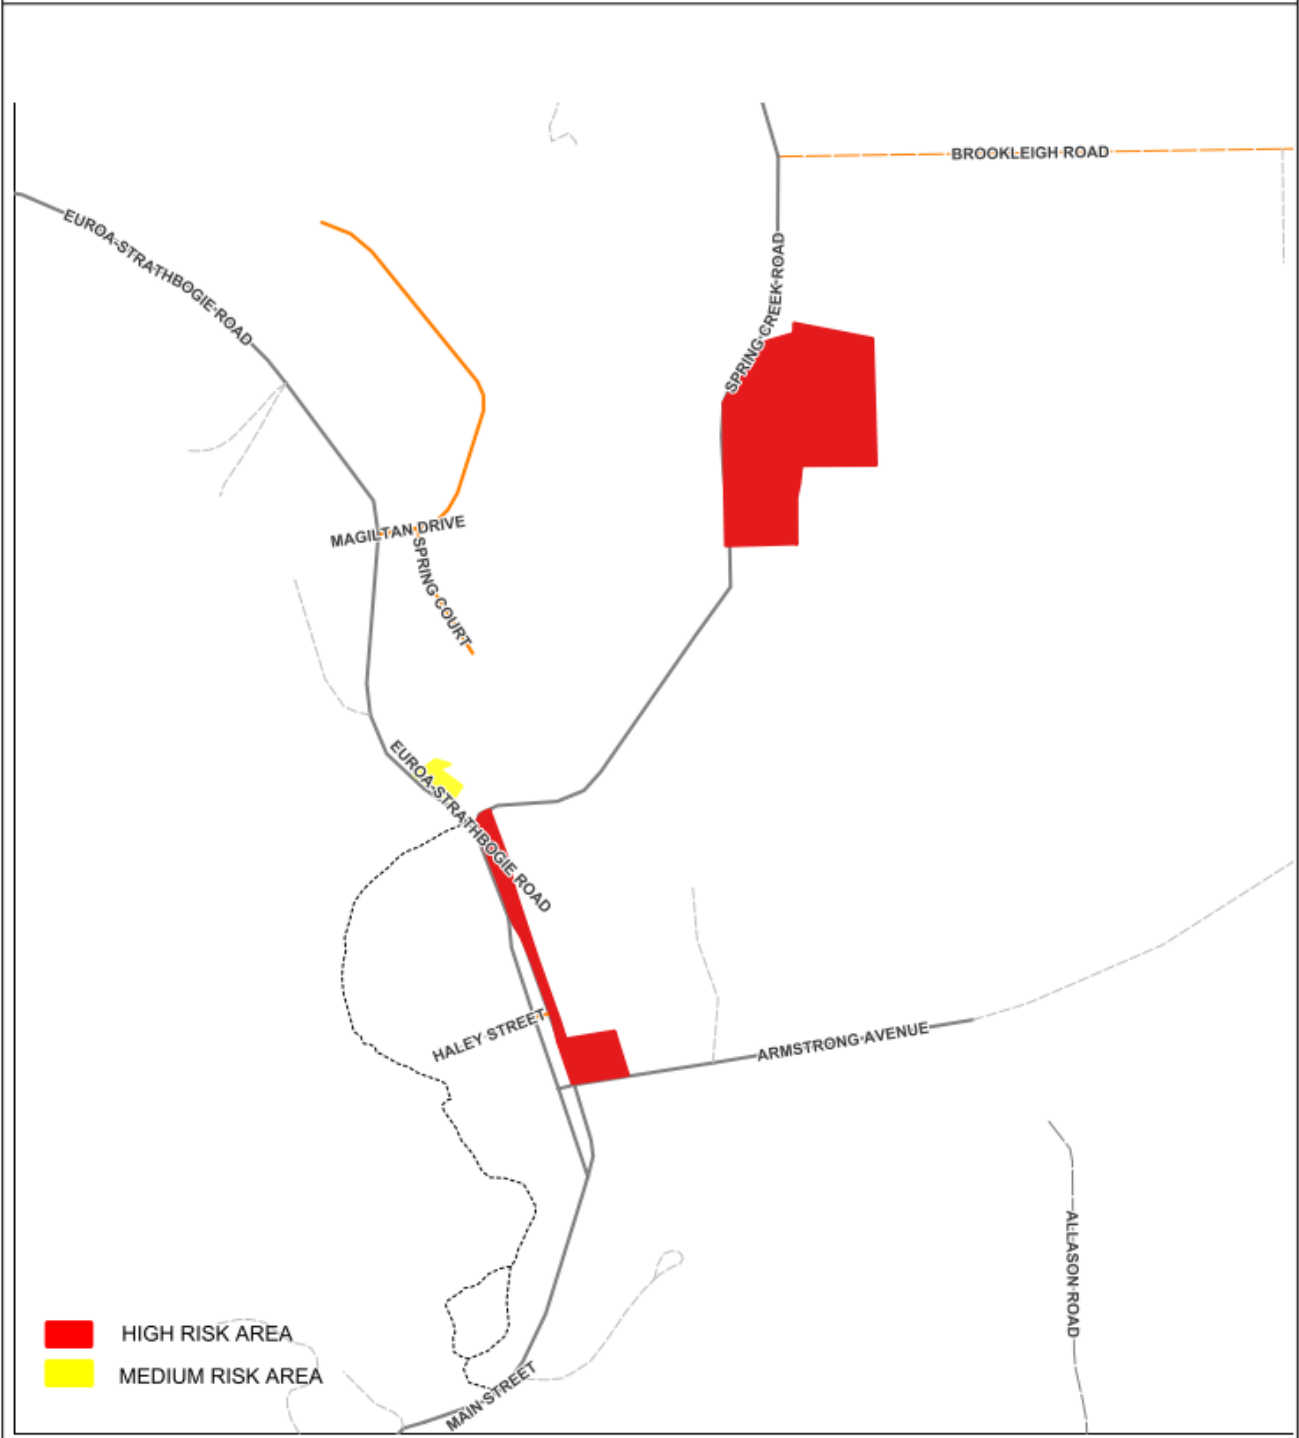 BROOKLEIGH ROAD
EUROA-STRATHBOGIE ROAD
SPRING CREEK ROAD
MAGILTAN DRIVE
SPRING COURT
EUROA-STRATHBOGIE ROAD
HALEY STREET
ARMSTRONG AVENUE
ALLASON ROAD
HIGH RISK AREA
MEDIUM RISK AREA
MAIN STREET